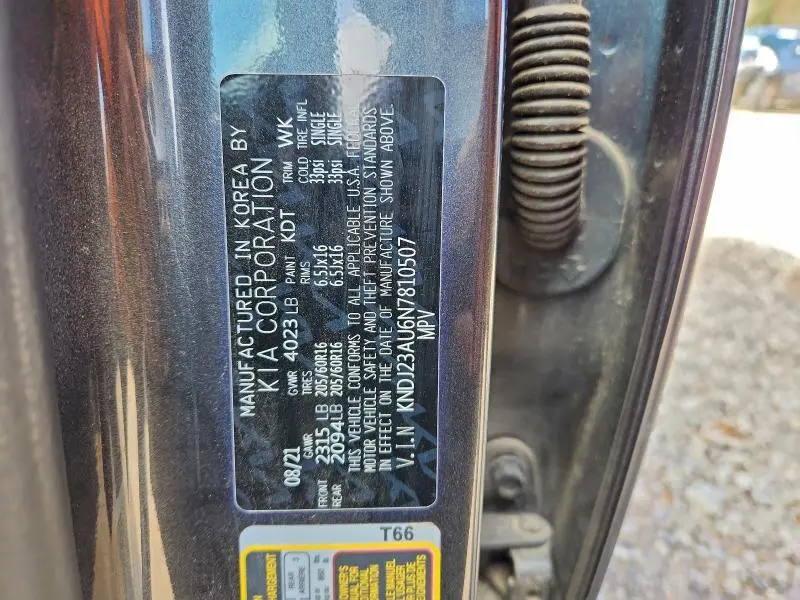 MANUFACTURED IN KOREA BY
KIA CORPORATION
08/21 GVWR 4023 LB PAINT KDT TRIM WK
GAWR TIRES RIMS COLD TIRE INFL
FRONT 2315 LB 205/60R16 6.5JX16 33psi SINGLE
REAR 2094 LB 205/60R16 6.5JX16 33psi SINGLE
THIS VEHICLE CONFORMS TO ALL APPLICABLE U.S.A. FEDERAL
MOTOR VEHICLE SAFETY AND THEFT PREVENTION STANDARDS
IN EFFECT ON THE DATE OF MANUFACTURE SHOWN ABOVE.
V.I.N KNDJ23AU6N7810507
MPV
T66
REAR
ARRIÈRE